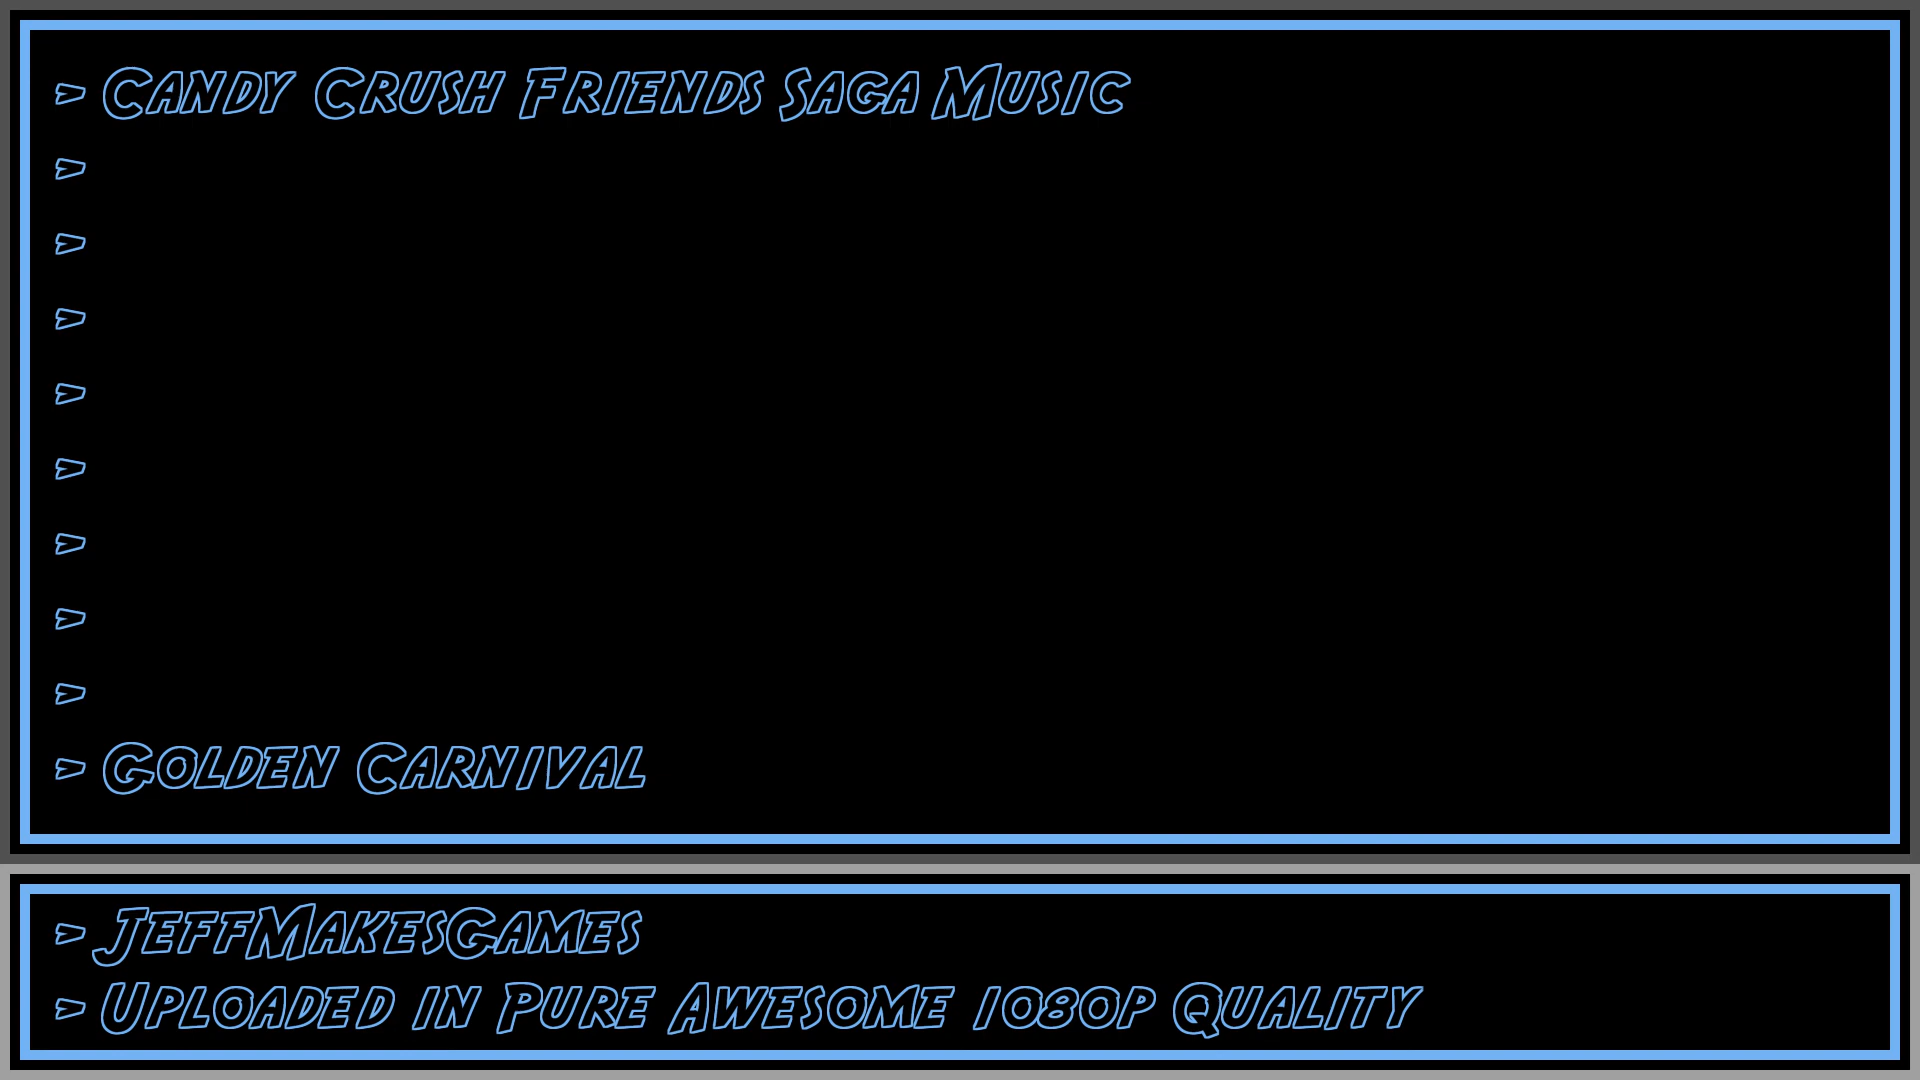 > Candy Crush Friends Saga Music
>
>
>
>
>
>
>
>
> Golden Carnival
> JeffMakesGames
> Uploaded in Pure Awesome 1080p Quality